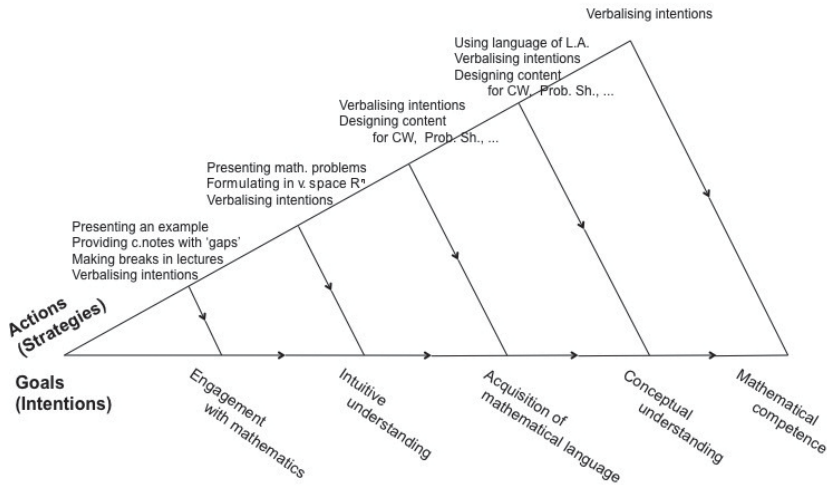 Verbalising intentions
Using language of L.A.
Verbalising intentions
Designing content
for CW, Prob. Sh., ...
Verbalising intentions
Designing content
for CW, Prob. Sh., ...
Presenting math. problems
Formulating in v. space Rⁿ
Verbalising intentions
Presenting an example
Providing c.notes with ‘gaps’
Making breaks in lectures
Verbalising intentions
Actions
(Strategies)
Goals
(Intentions)
Engagement
with mathematics
Intuitive
understanding
Acquisition of
mathematical language
Conceptual
understanding
Mathematical
competence